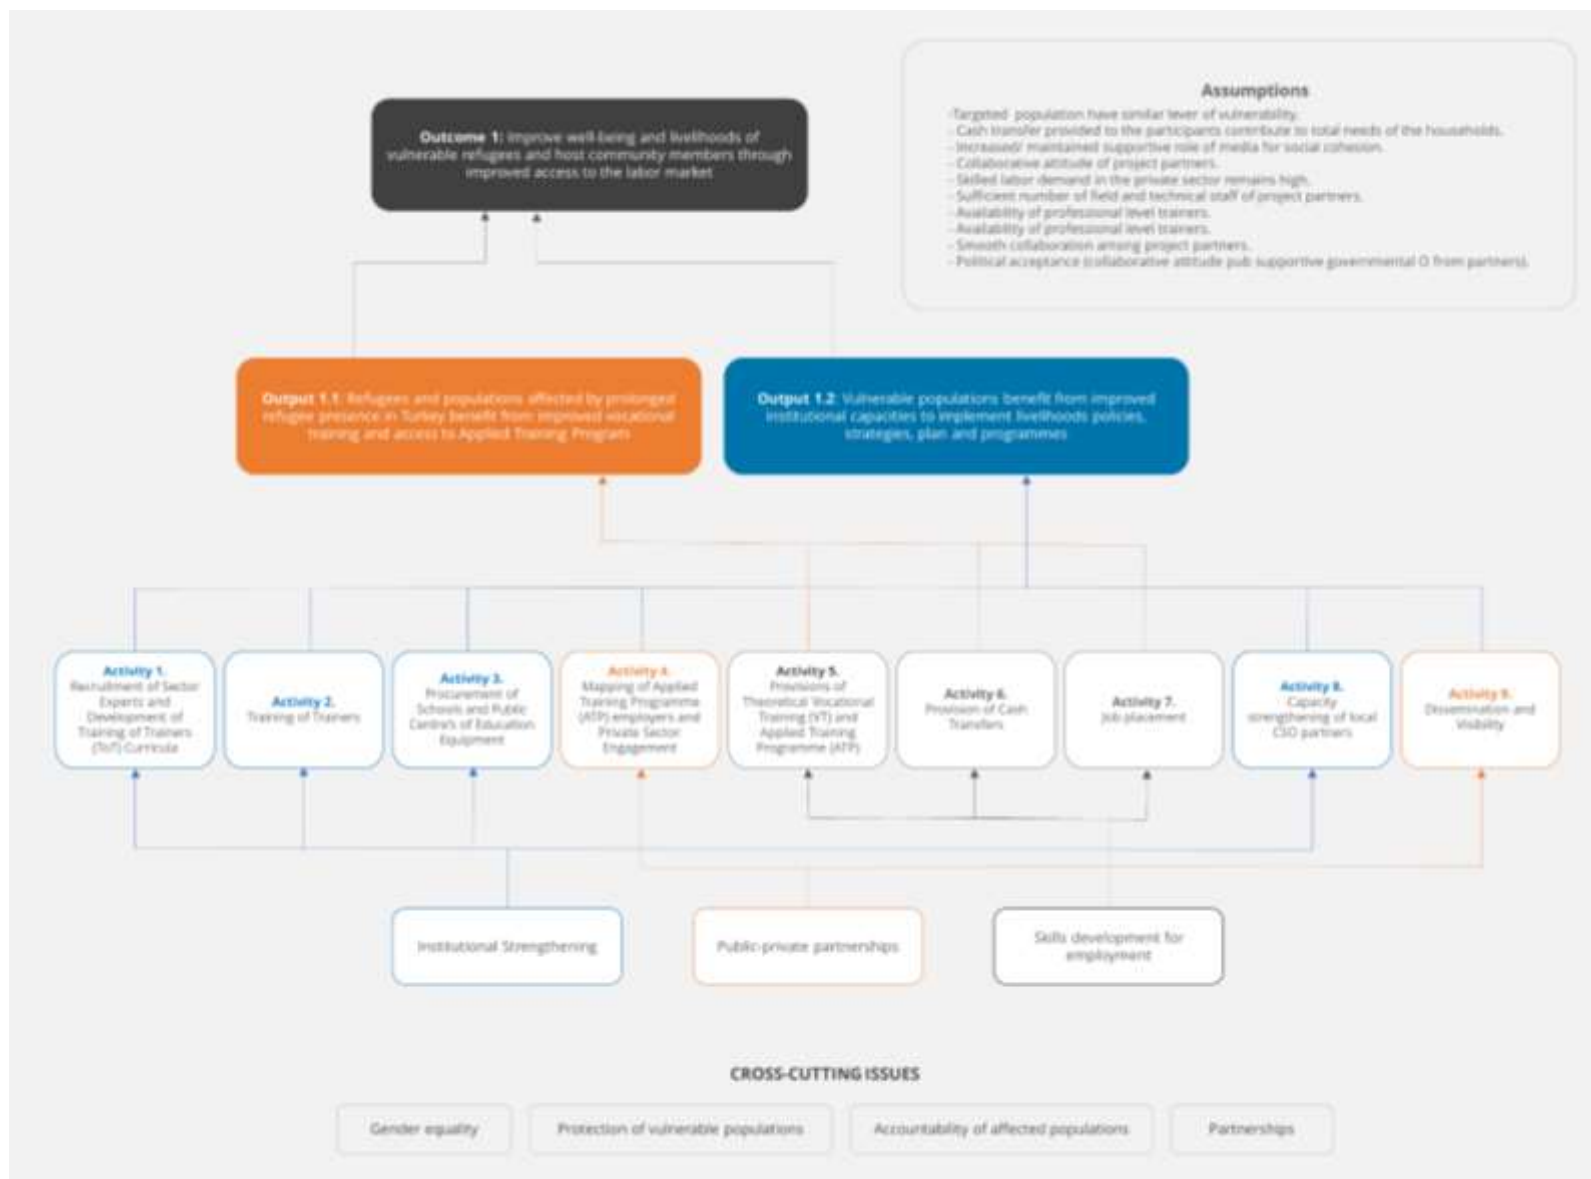 Assumptions
-Targeted population have similar lever of vulnerability.
- Cash transfer provided to the participants contribute to total needs of the households.
- Increased/ maintained supportive role of media for social cohesion.
- Collaborative attitude of project partners.
- Skilled labor demand in the private sector remains high.
- Sufficient number of field and technical staff of project partners.
- Availability of professional level trainers.
- Availability of professional level trainers.
- Smooth collaboration among project partners.
- Political acceptance (collaborative attitude pub supportive governmental O from partners).
Outcome 1: Improve well-being and livelihoods of
vulnerable refugees and host community members through
improved access to the labor market
Output 1.1: Refugees and populations affected by prolonged
refugee presence in Turkey benefit from improved vocational
training and access to Applied Training Program
Output 1.2: Vulnerable populations benefit from improved
institutional capacities to implement livelihoods policies,
strategies, plan and programmes
Activity 1.
Recruitment of Sector
Experts and
Development of
Training of Trainers
(ToT) Curricula
Activity 2.
Training of Trainers
Activity 3.
Procurement of
Schools and Public
Centre's of Education
Equipment
Activity 4.
Mapping of Applied
Training Programme
(ATP) employers and
Private Sector
Engagement
Activity 5.
Provisions of
Theoretical Vocational
Training (VT) and
Applied Training
Programme (ATP)
Activity 6.
Provision of Cash
Transfers
Activity 7.
Job placement
Activity 8.
Capacity
strengthening of local
CSO partners
Activity 9.
Dissemination and
Visibility
Institutional Strengthening
Public-private partnerships
Skills development for
employment
CROSS-CUTTING ISSUES
Gender equality
Protection of vulnerable populations
Accountability of affected populations
Partnerships